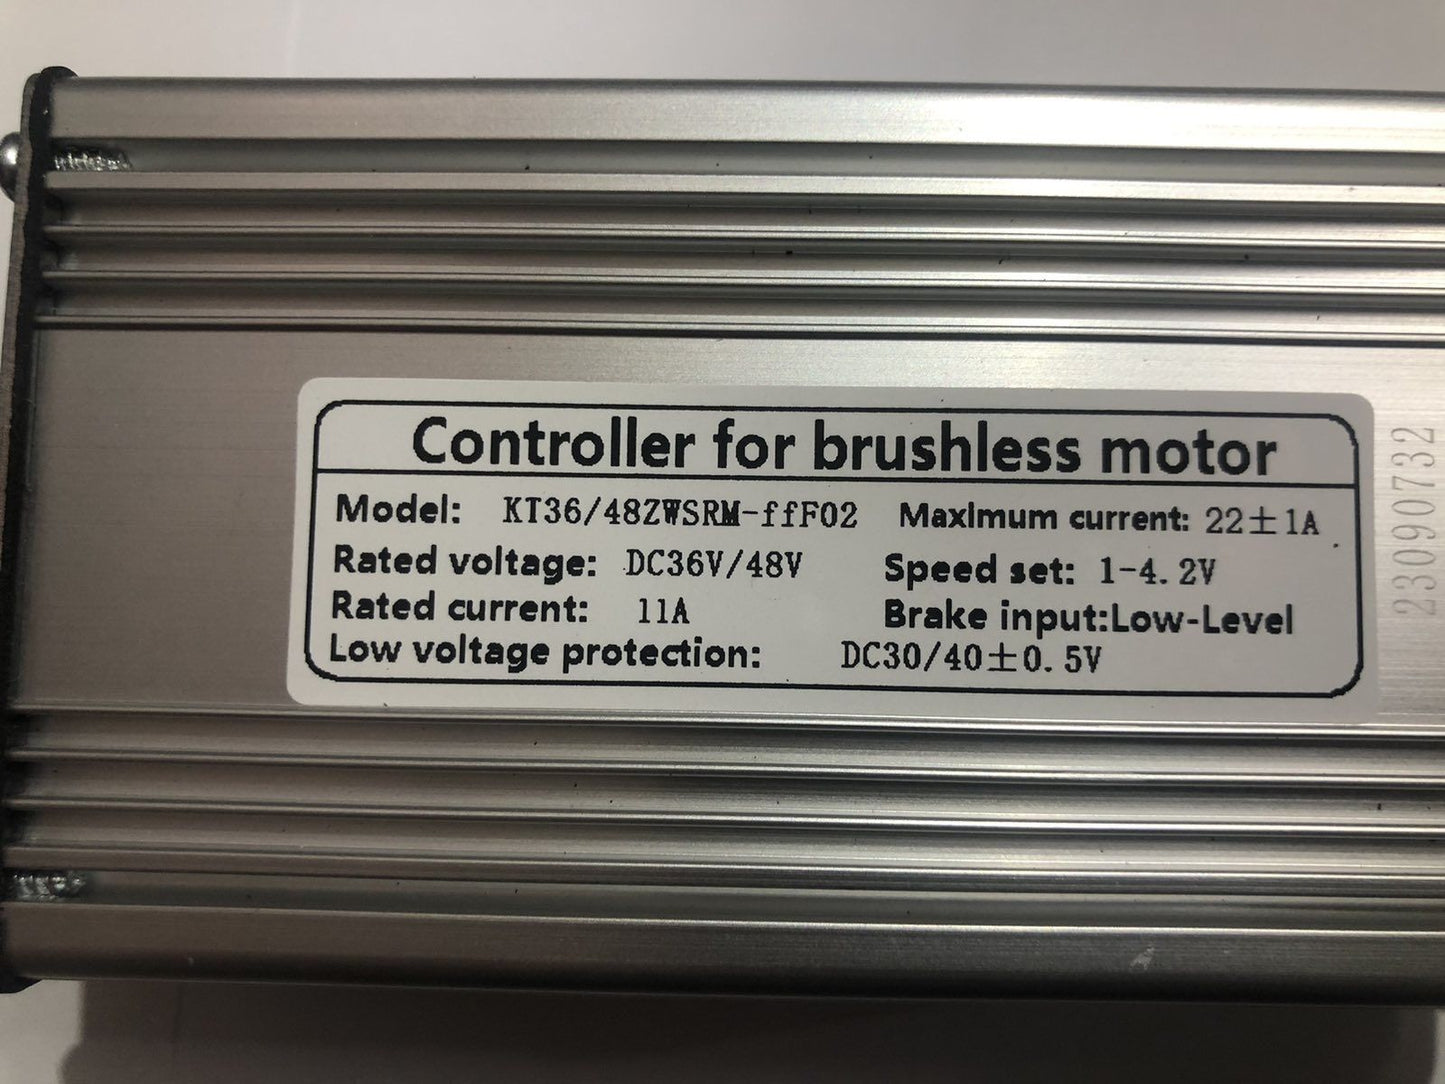 Controller for brushless motor
Model: KT36/48ZWSRM-ffF02 Maximum current: 22±1A
Rated voltage: DC36V/48V Speed set: 1-4.2V
Rated current: 11A Brake input:Low-Level
Low voltage protection: DC30/40±0.5V
23090732